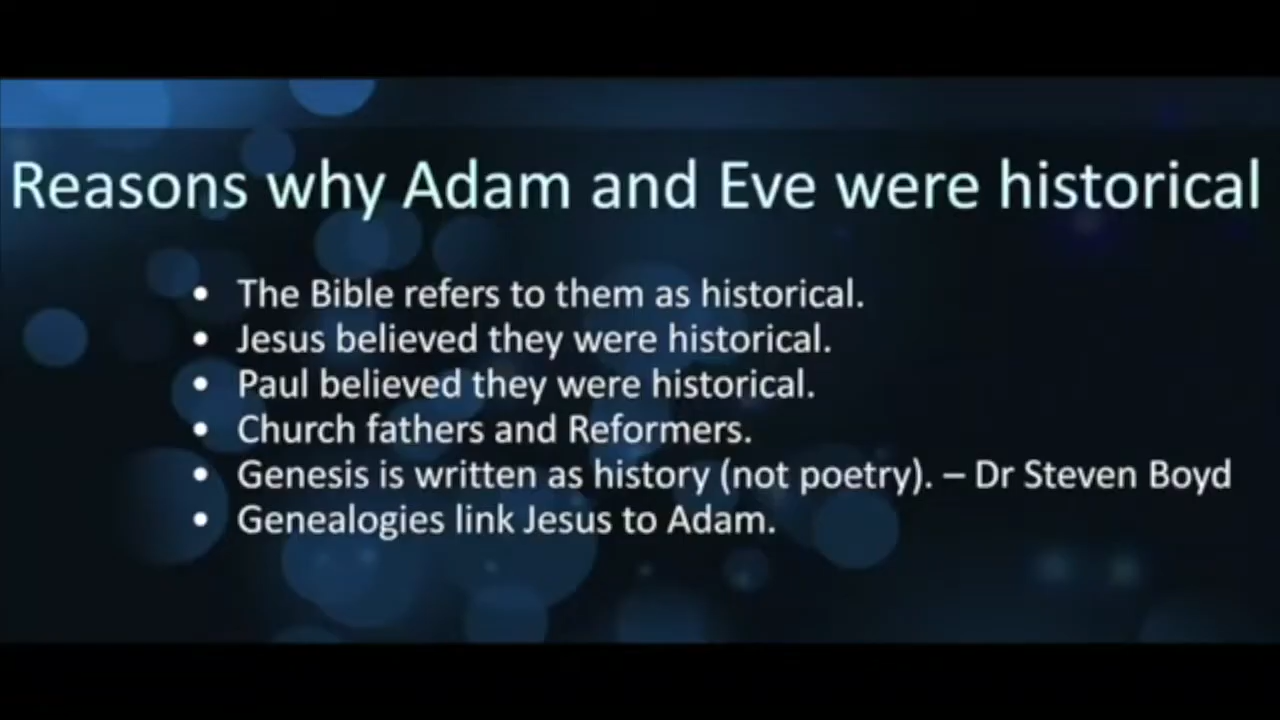 Reasons why Adam and Eve were historical
• The Bible refers to them as historical.
• Jesus believed they were historical.
• Paul believed they were historical.
• Church fathers and Reformers.
• Genesis is written as history (not poetry). – Dr Steven Boyd
• Genealogies link Jesus to Adam.